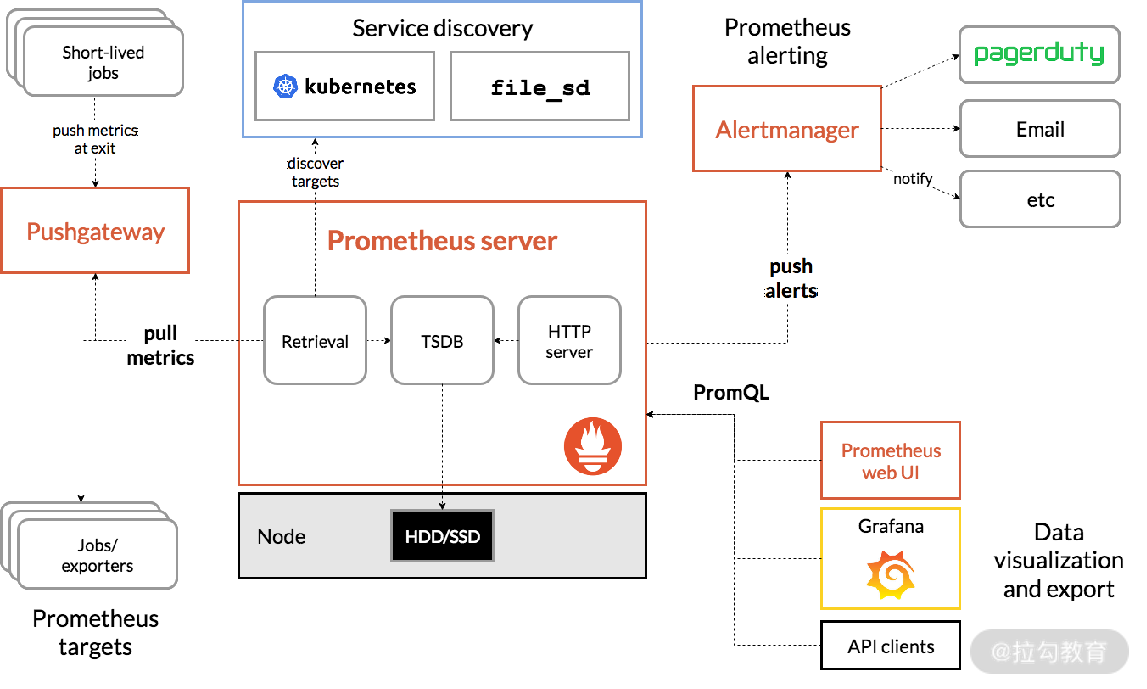 Short-lived
jobs
push metrics
at exit
Pushgateway
pull
metrics
Jobs/
exporters
Prometheus
targets
Service discovery
kubernetes
file_sd
discover
targets
Prometheus server
Retrieval
TSDB
HTTP
server
Node
HDD/SSD
Prometheus
alerting
Alertmanager
pagerduty
Email
notify
etc
push
alerts
PromQL
Prometheus
web UI
Grafana
API clients
Data
visualization
and export
@拉勾教育